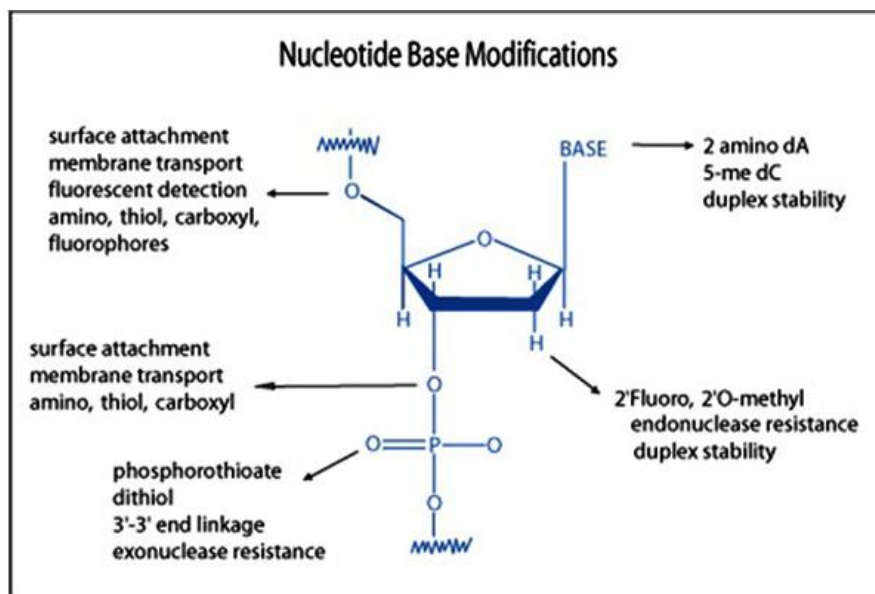 Nucleotide Base Modifications
surface attachment
membrane transport
fluorescent detection
amino, thiol, carboxyl,
fluorophores
O
BASE
2 amino dA
5-me dC
duplex stability
O
H
H
H
H
H
surface attachment
membrane transport
amino, thiol, carboxyl
O
2'Fluoro, 2'O-methyl
endonuclease resistance
duplex stability
O=P-O
phosphorothioate
dithiol
3'-3' end linkage
exonuclease resistance
O